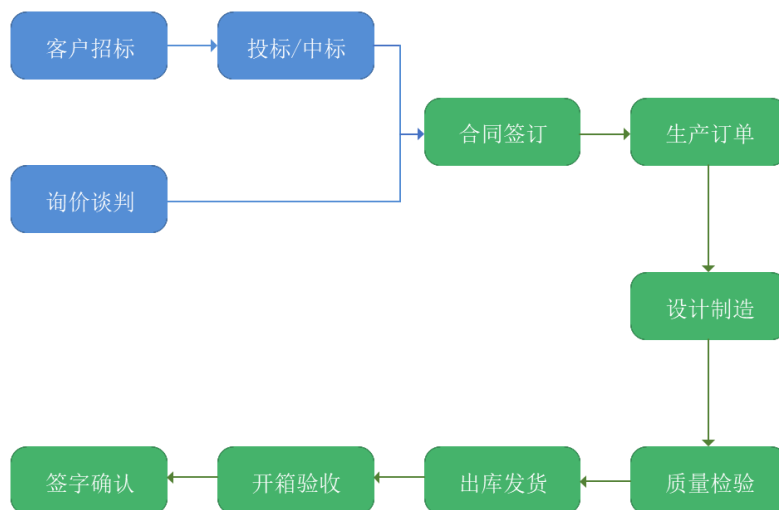 客户招标
投标/中标
合同签订
生产订单
询价谈判
设计制造
签字确认
开箱验收
出库发货
质量检验